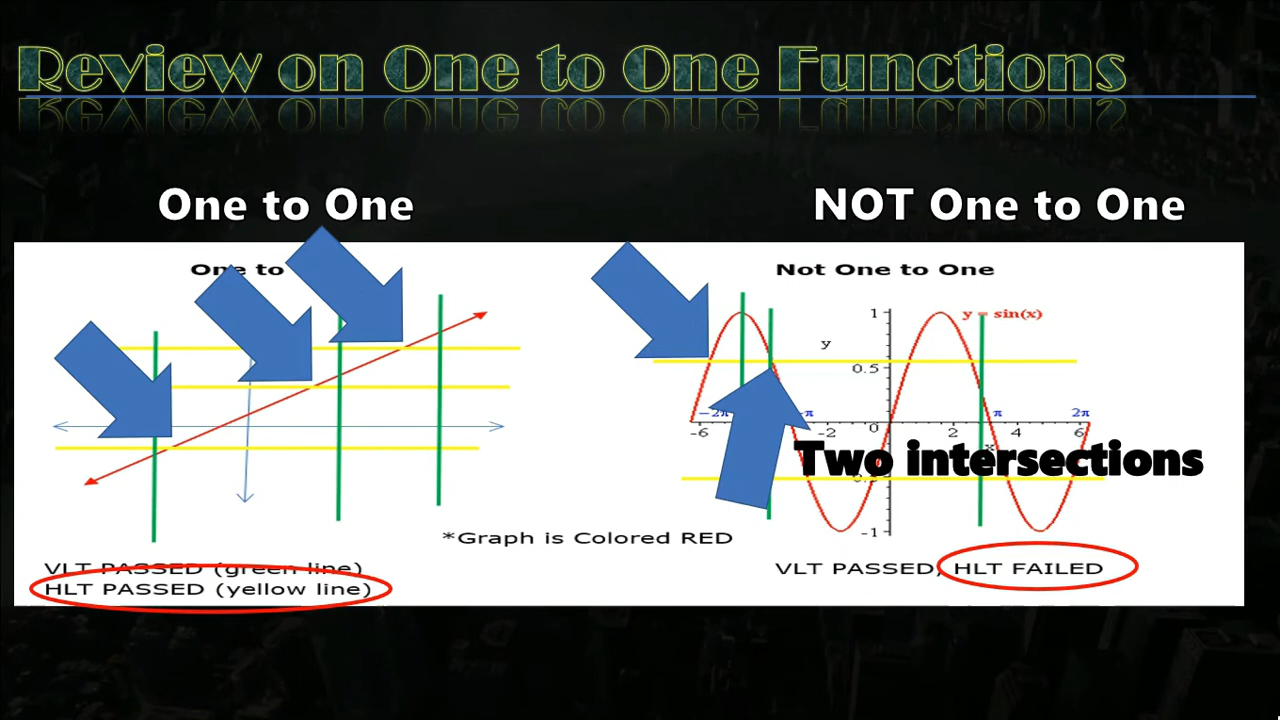 Review on One to One Functions
One to One
NOT One to One
One to
Not One to One
y = sin(x)
1
y
0.5
−2π
−π
π
2π
-6
-2
0
2
4
6
x
Two intersections
-1
*Graph is Colored RED
VLT PASSED (green line)
HLT PASSED (yellow line)
VLT PASSED, HLT FAILED